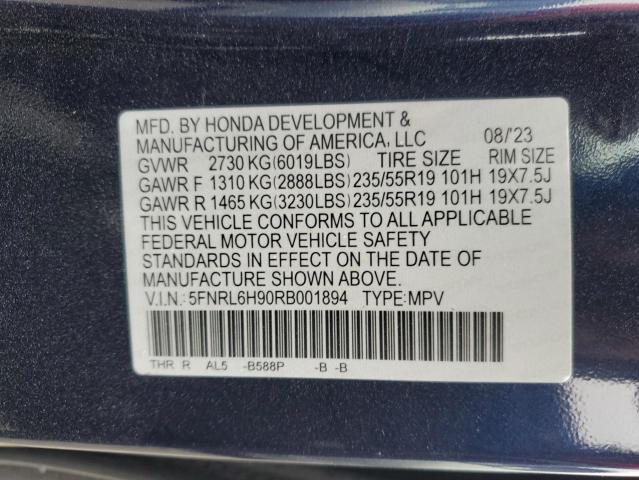 MFD. BY HONDA DEVELOPMENT &
MANUFACTURING OF AMERICA, LLC 08/'23
GVWR 2730 KG(6019LBS) TIRE SIZE RIM SIZE
GAWR F 1310 KG(2888LBS) 235/55R19 101H 19X7.5J
GAWR R 1465 KG(3230LBS) 235/55R19 101H 19X7.5J
THIS VEHICLE CONFORMS TO ALL APPLICABLE
FEDERAL MOTOR VEHICLE SAFETY
STANDARDS IN EFFECT ON THE DATE OF
MANUFACTURE SHOWN ABOVE.
V.I.N.: 5FNRL6H90RB001894 TYPE: MPV
THR R AL5 -B588P -B -B